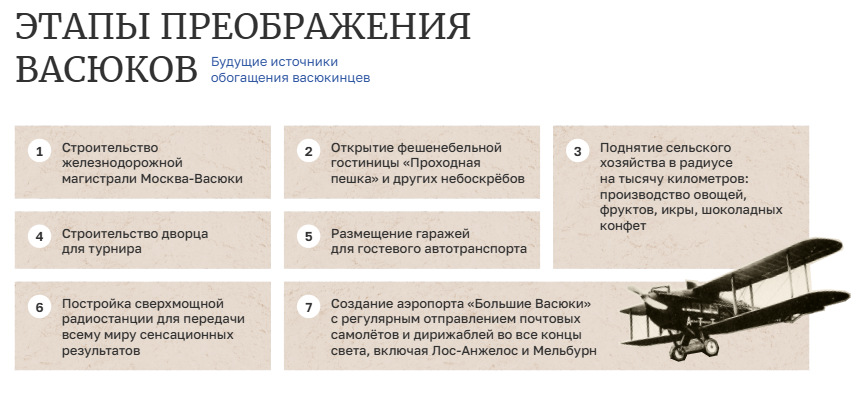 ЭТАПЫ ПРЕОБРАЖЕНИЯ
ВАСЮКОВ
Будущие источники
обогащения васюкинцев
1
Строительство
железнодорожной
магистрали Москва-Васюки
2
Открытие фешенебельной
гостиницы «Проходная
пешка» и других небоскрёбов
3
Поднятие сельского
хозяйства в радиусе
на тысячу километров:
производство овощей,
фруктов, икры, шоколадных
конфет
4
Строительство дворца
для турнира
5
Размещение гаражей
для гостевого автотранспорта
6
Постройка сверхмощной
радиостанции для передачи
всему миру сенсационных
результатов
7
Создание аэропорта «Большие Васюки»
с регулярным отправлением почтовых
самолётов и дирижаблей во все концы
света, включая Лос-Анжелос и Мельбурн